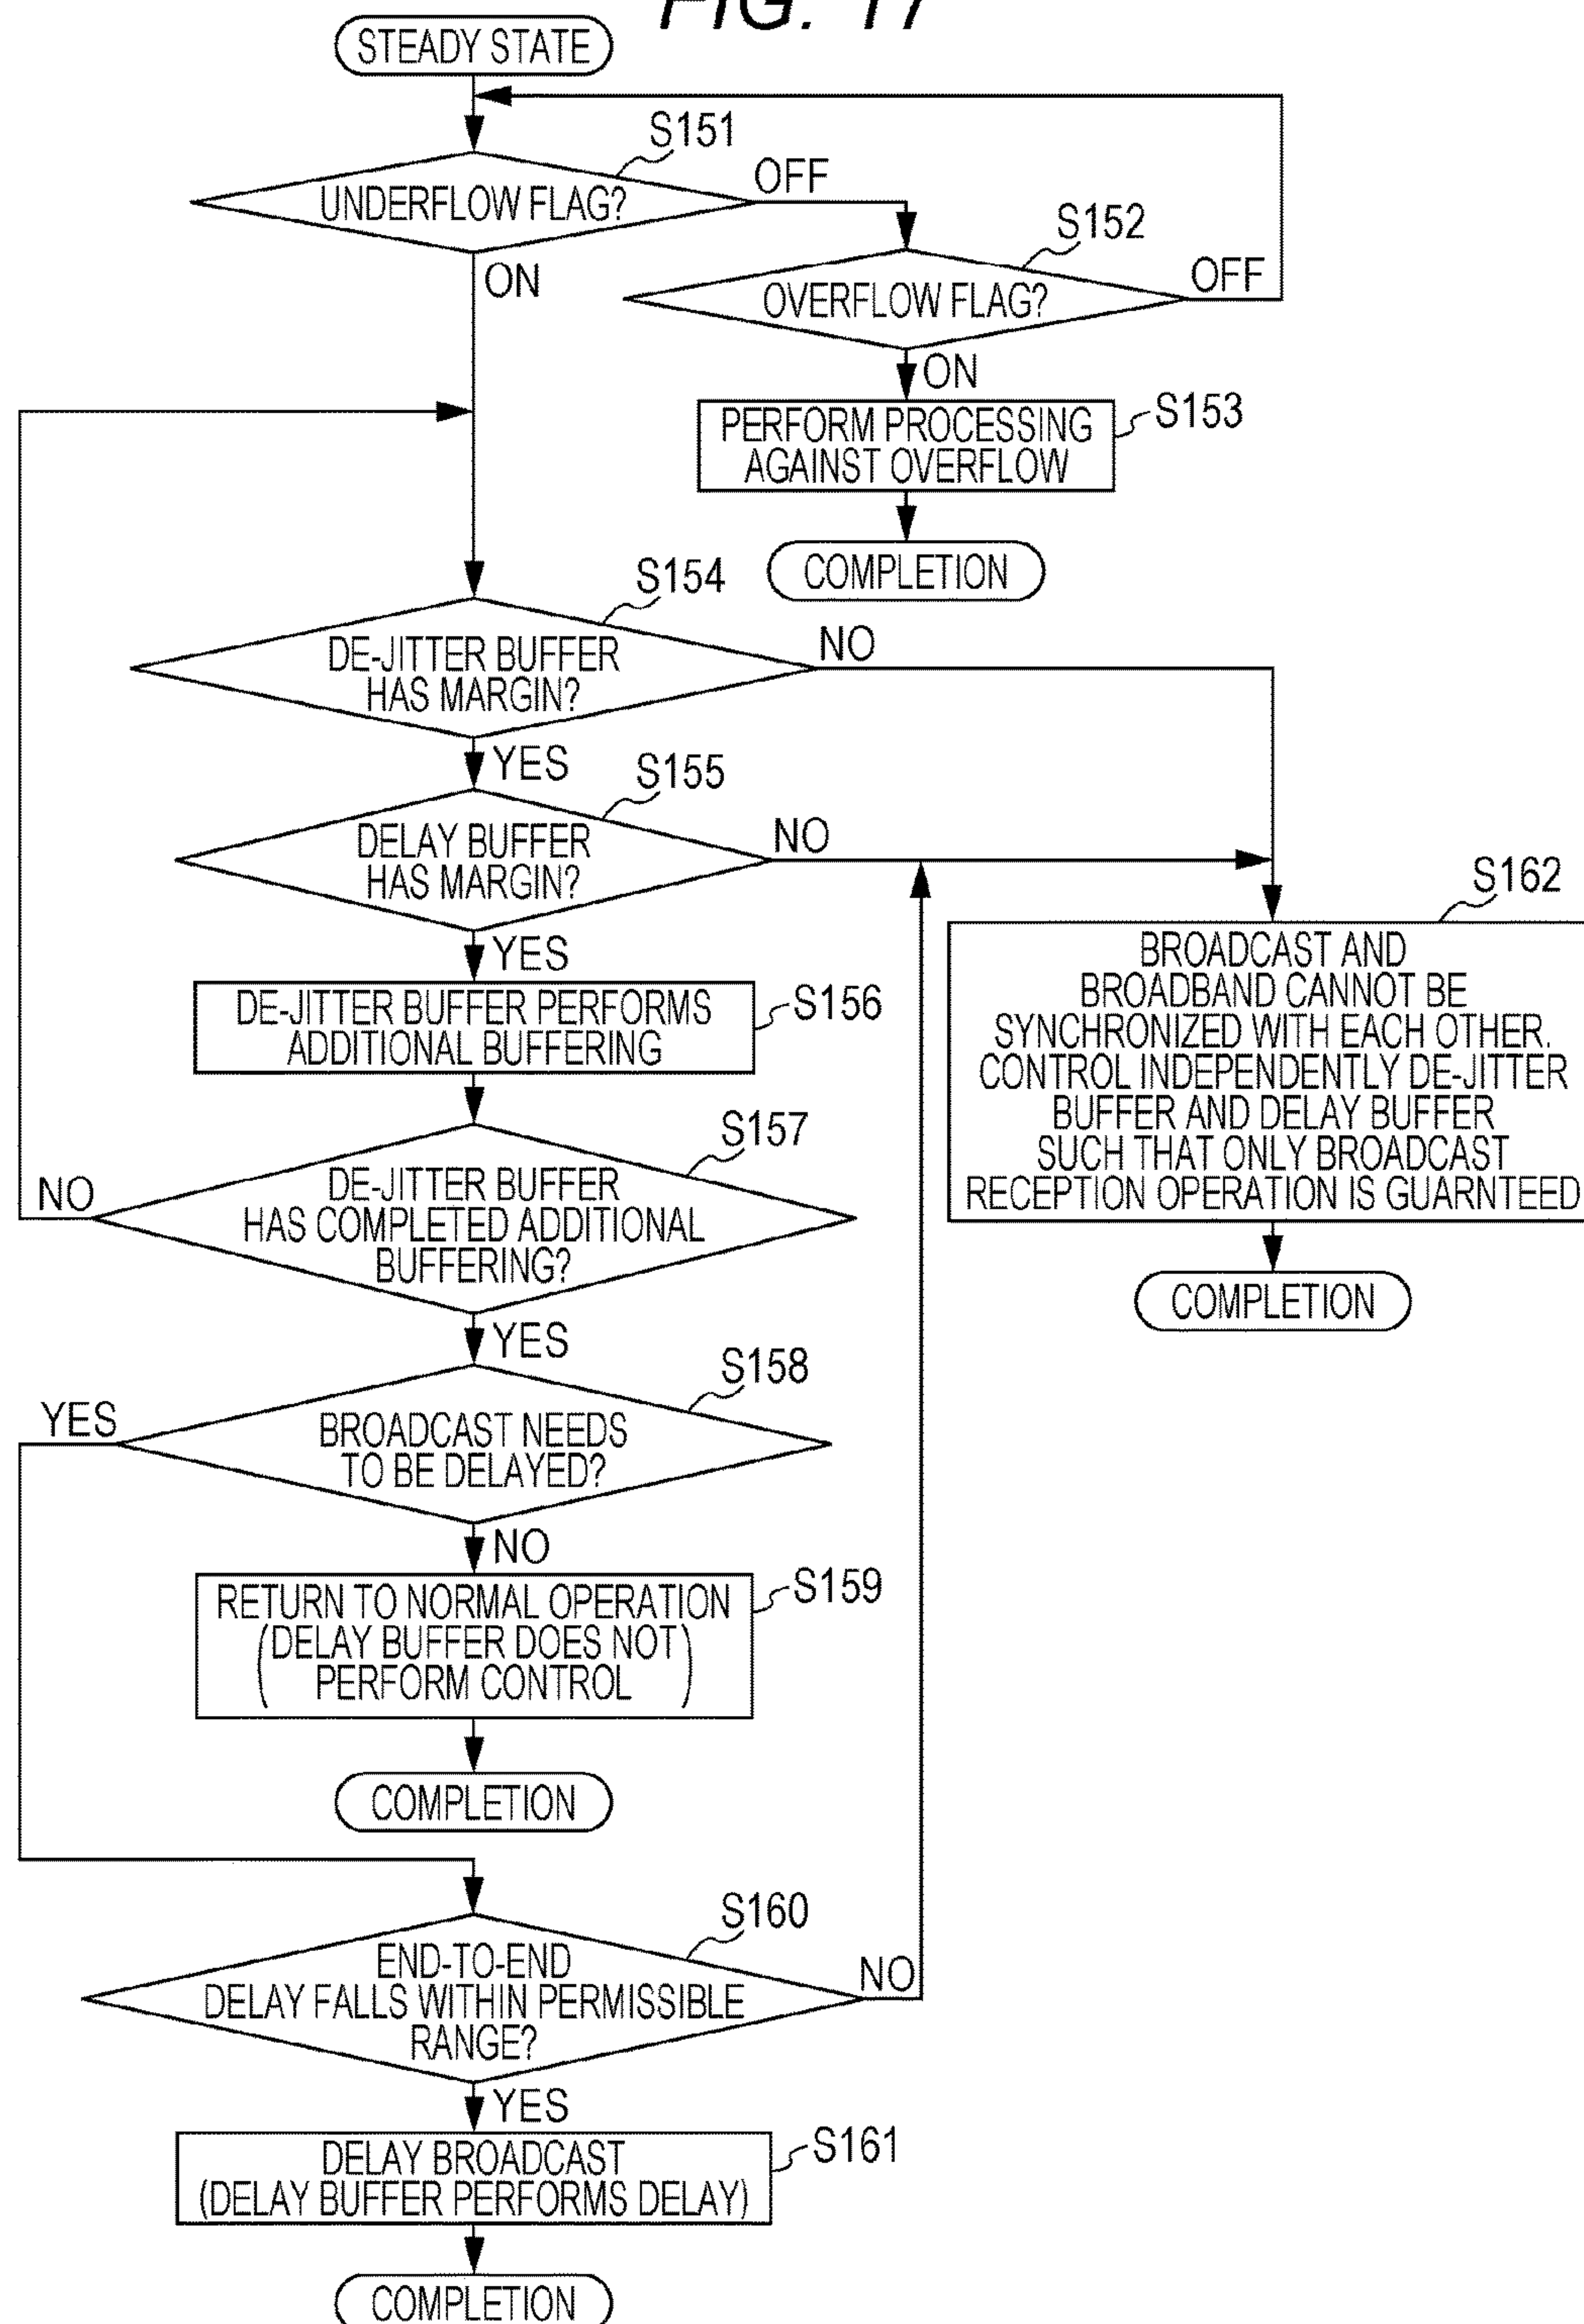 FIG. 17
STEADY STATE
S151
UNDERFLOW FLAG?
OFF
ON
S152
OVERFLOW FLAG?
OFF
ON
S153
PERFORM PROCESSING
AGAINST OVERFLOW
COMPLETION
S154
DE-JITTER BUFFER
HAS MARGIN?
NO
YES
S155
DELAY BUFFER
HAS MARGIN?
NO
YES
S156
DE-JITTER BUFFER PERFORMS
ADDITIONAL BUFFERING
S157
DE-JITTER BUFFER
HAS COMPLETED ADDITIONAL
BUFFERING?
NO
YES
S158
BROADCAST NEEDS
TO BE DELAYED?
YES
NO
S159
RETURN TO NORMAL OPERATION
(DELAY BUFFER DOES NOT
PERFORM CONTROL)
COMPLETION
S160
END-TO-END
DELAY FALLS WITHIN PERMISSIBLE
RANGE?
NO
YES
S161
DELAY BROADCAST
(DELAY BUFFER PERFORMS DELAY)
COMPLETION
S162
BROADCAST AND
BROADBAND CANNOT BE
SYNCHRONIZED WITH EACH OTHER.
CONTROL INDEPENDENTLY DE-JITTER
BUFFER AND DELAY BUFFER
SUCH THAT ONLY BROADCAST
RECEPTION OPERATION IS GUARNTEED
COMPLETION